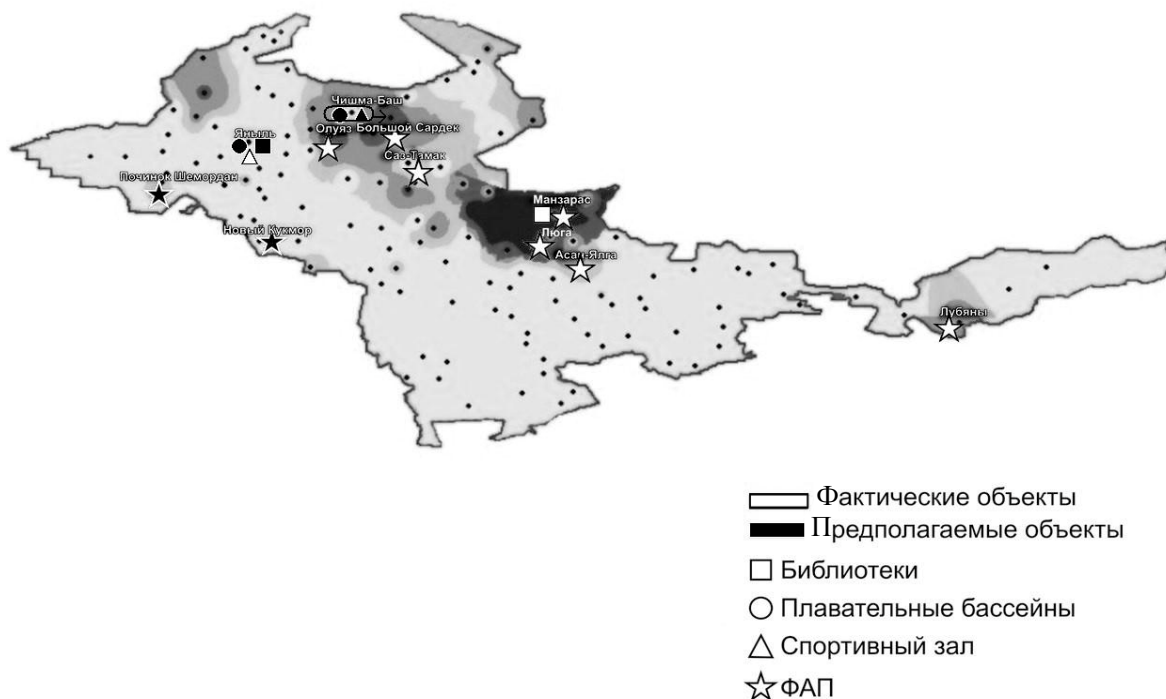 Чишма-Баш
Олуяз Большой Сардек
Яныль
Саз-Тамак
Починок Шемордан
Манзарас
Новый Кукмор
Люга
Асан-Ялга
Лубяны
Фактические объекты
Предполагаемые объекты
Библиотеки
Плавательные бассейны
Спортивный зал
ФАП